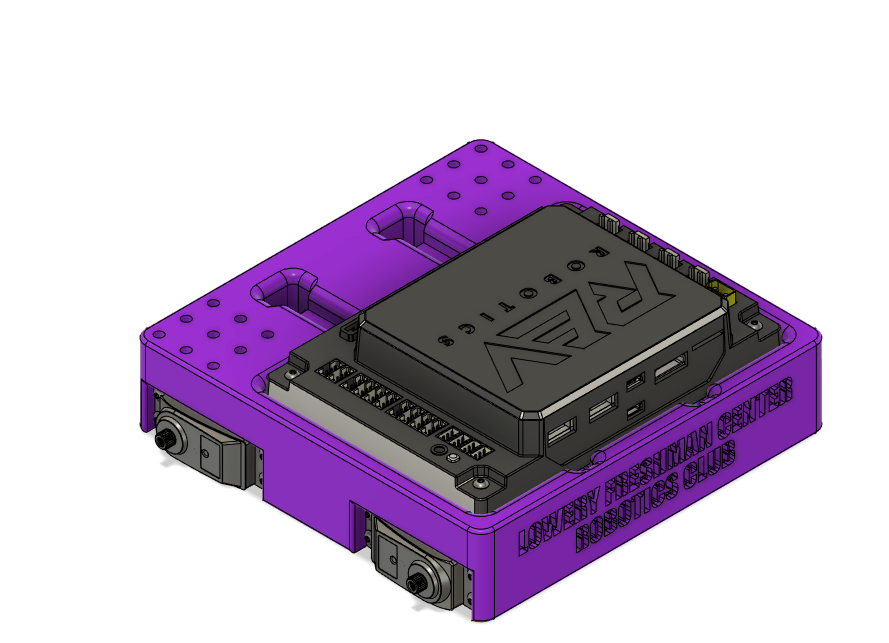 REV
ROBOTICS
LOWERY FRESHMAN CENTER
ROBOTICS CLUB